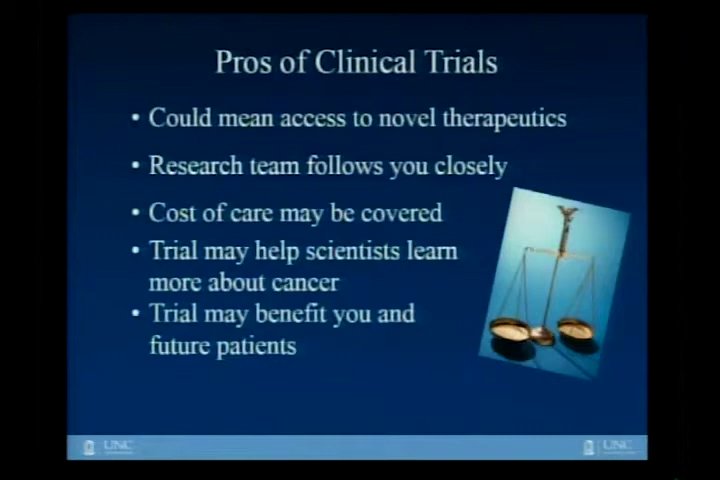 Pros of Clinical Trials
• Could mean access to novel therapeutics
• Research team follows you closely
• Cost of care may be covered
• Trial may help scientists learn
more about cancer
• Trial may benefit you and
future patients
UNC
UNC